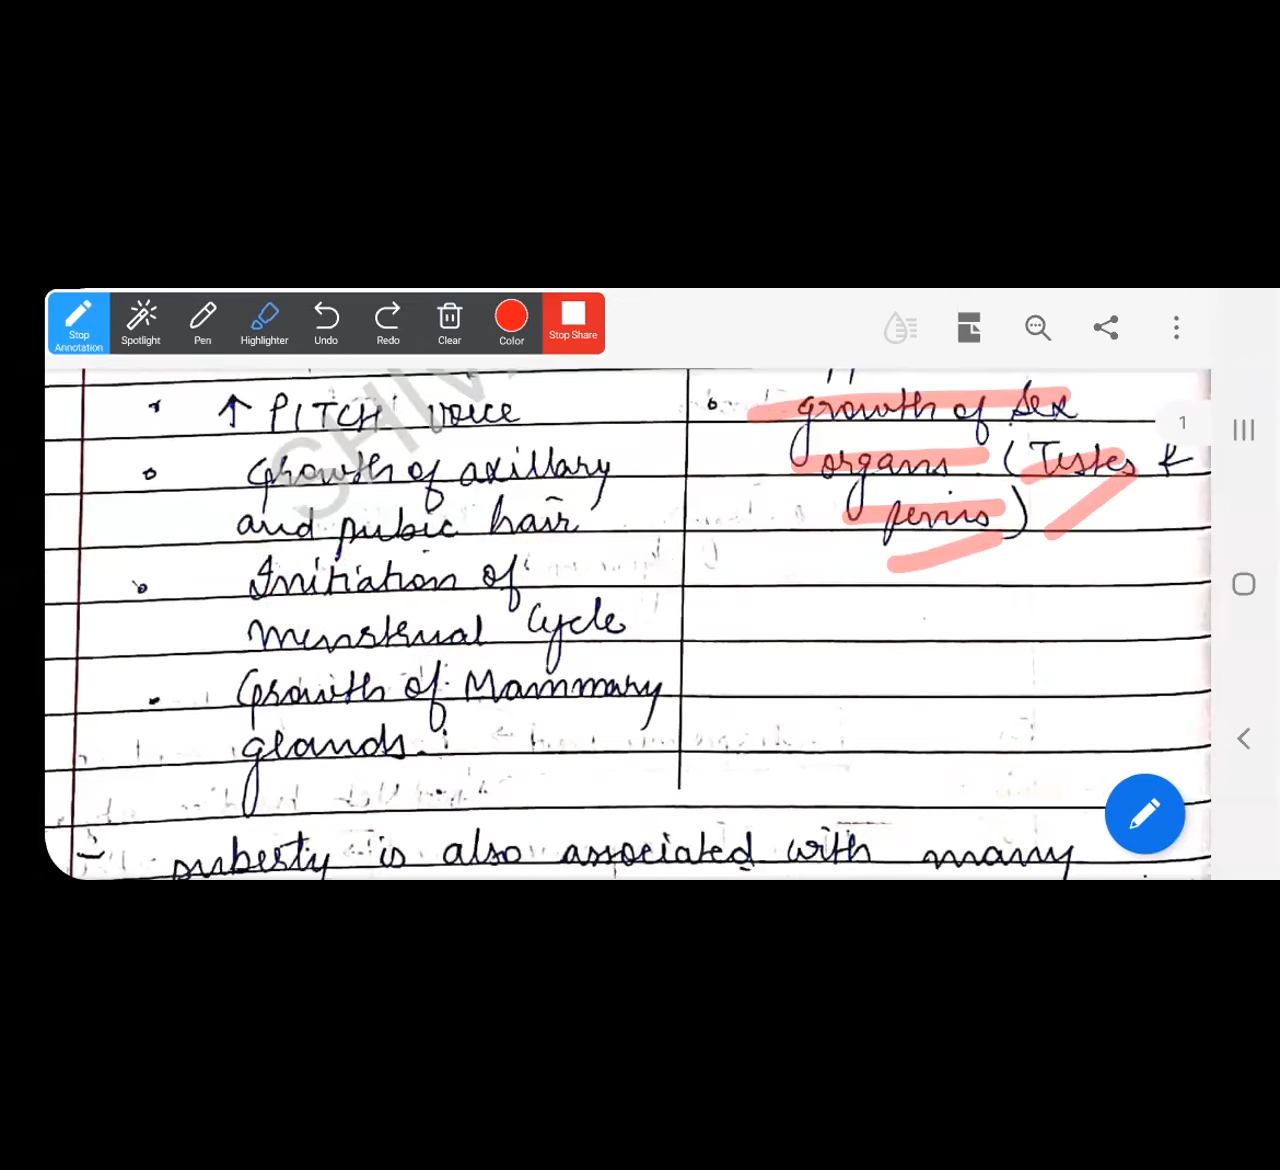 Stop Annotation
Spotlight
Pen
Highlighter
Undo
Redo
Clear
Color
Stop Share
1
SHIV
↑ PITCH voice
Growth of axillary
and pubic hair
Initiation of
menstrual cycle
Growth of Mammary
glands.
growth of sex
organs (Testes &
penis)
puberty is also associated with many